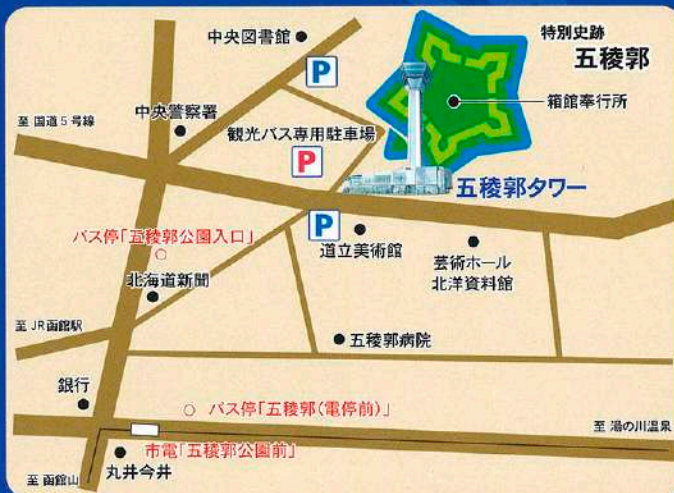 中央図書館
特別史跡
五稜郭
P
箱館奉行所
至 国道5号線
中央警察署
観光バス専用駐車場
P
五稜郭タワー
P
道立美術館
バス停「五稜郭公園入口」
芸術ホール
北洋資料館
北海道新聞
至 JR函館駅
五稜郭病院
銀行
バス停「五稜郭(電停前)」
至 湯の川温泉
市電「五稜郭公園前」
丸井今井
至 函館山